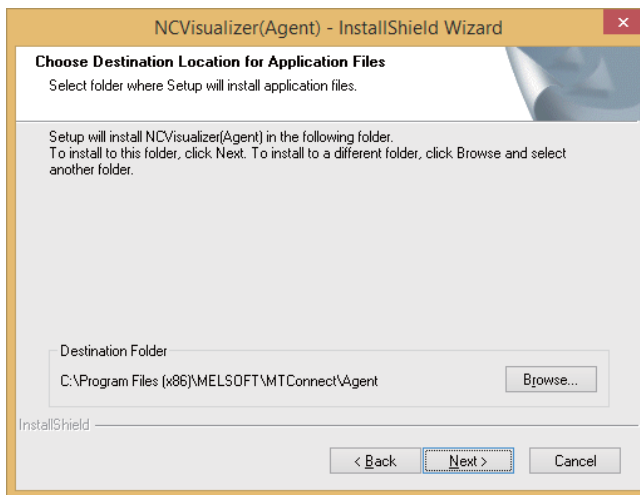 NCVisualizer(Agent) - InstallShield Wizard
Choose Destination Location for Application Files
Select folder where Setup will install application files.
Setup will install NCVisualizer(Agent) in the following folder.
To install to this folder, click Next. To install to a different folder, click Browse and select
another folder.
Destination Folder
C:\Program Files (x86)\MELSOFT\MTConnect\Agent
Browse...
InstallShield
< Back
Next >
Cancel